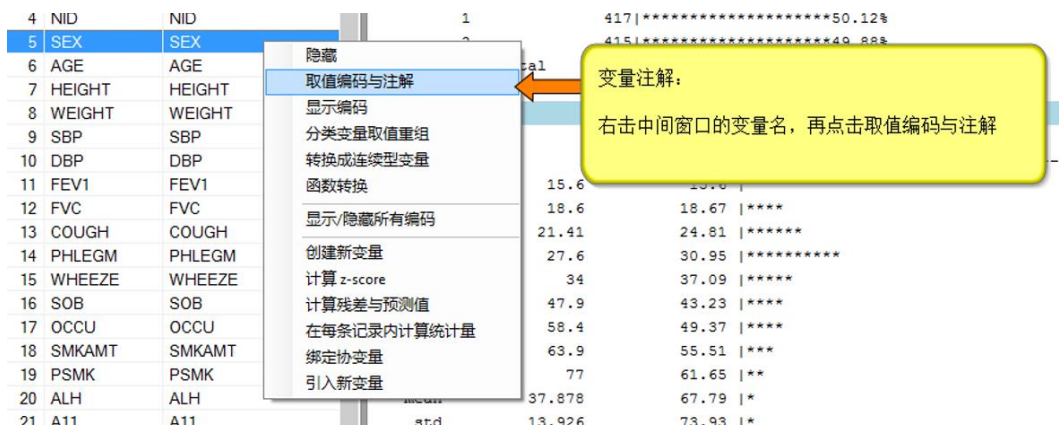 4 NID NID 1 417|********************50.12%
5 SEX SEX 415|********************49.88%
隐藏
6 AGE AGE
取值编码与注解
变量注解：
7 HEIGHT HEIGHT
显示编码
8 WEIGHT WEIGHT
右击中间窗口的变量名，再点击取值编码与注解
分类变量取值重组
9 SBP SBP
转换成连续型变量
10 DBP DBP
函数转换
11 FEV1 FEV1 15.6
12 FVC FVC 18.6 18.67 |****
显示/隐藏所有编码
13 COUGH COUGH 21.41 24.81 |******
创建新变量
14 PHLEGM PHLEGM 27.6 30.95 |**********
计算 z-score
15 WHEEZE WHEEZE 34 37.09 |*****
计算残差与预测值
16 SOB SOB 47.9 43.23 |****
在每条记录内计算统计量
17 OCCU OCCU 58.4 49.37 |****
绑定协变量
18 SMKAMT SMKAMT 63.9 55.51 |***
引入新变量
19 PSMK PSMK 77 61.65 |**
20 ALH ALH mean 37.878 67.79 |*
21 A11 A11 std 13.926 73.93 |*